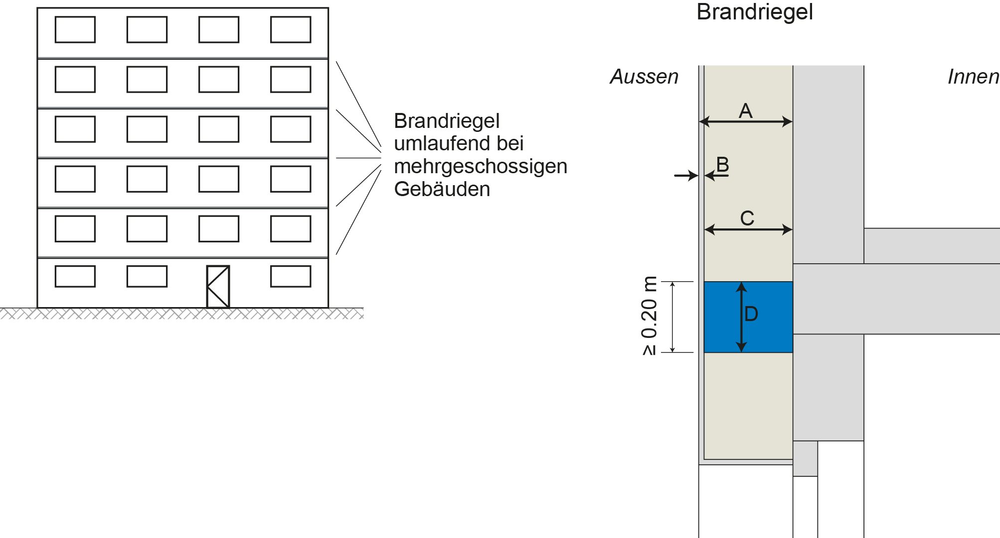 Brandriegel
Aussen
Innen
A
Brandriegel
umlaufend bei
mehrgeschossigen
Gebäuden
B
C
≥ 0.20 m
D